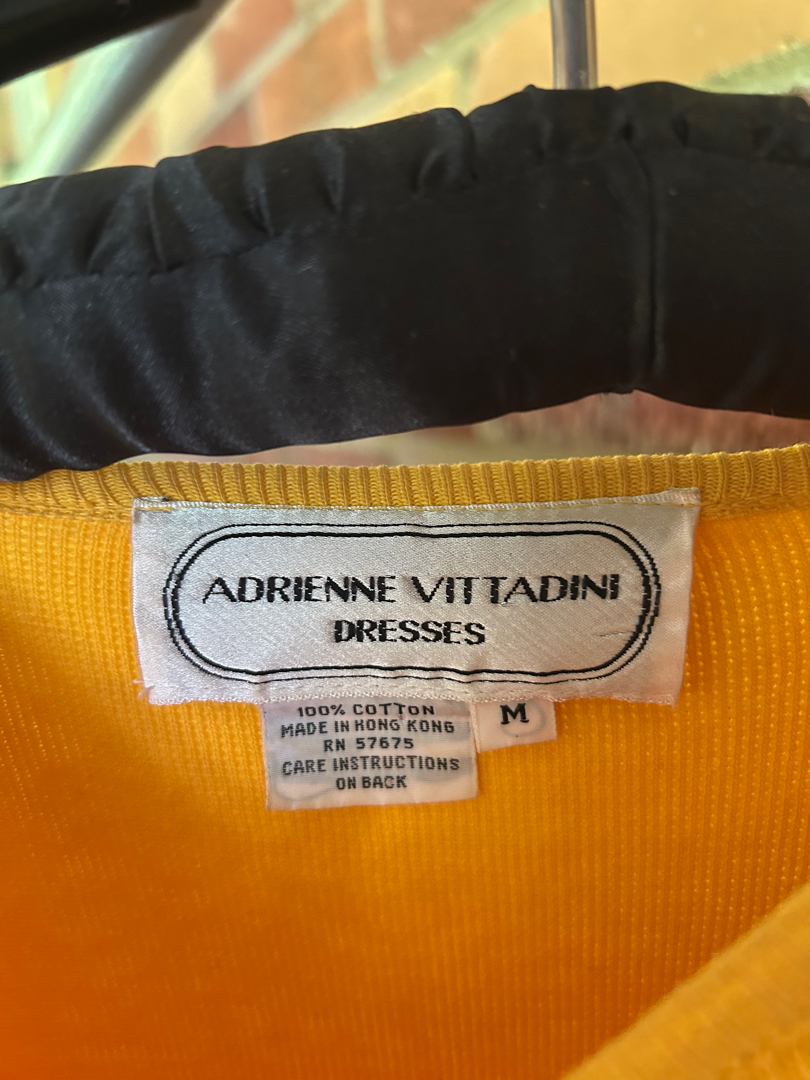 ADRIENNE VITTADINI
DRESSES
100% COTTON
MADE IN HONG KONG
RN 57675
CARE INSTRUCTIONS
ON BACK
M